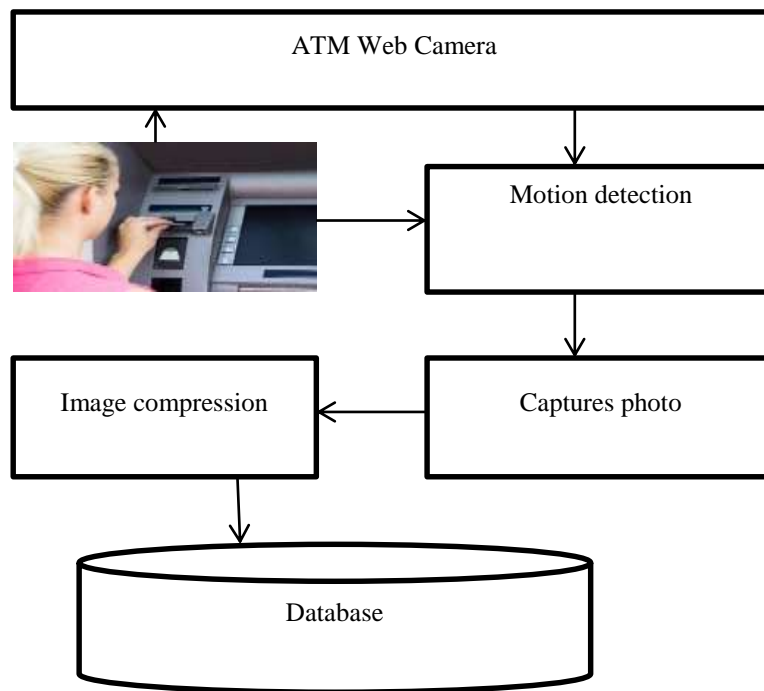 ATM Web Camera
Motion detection
Image compression
Captures photo
Database